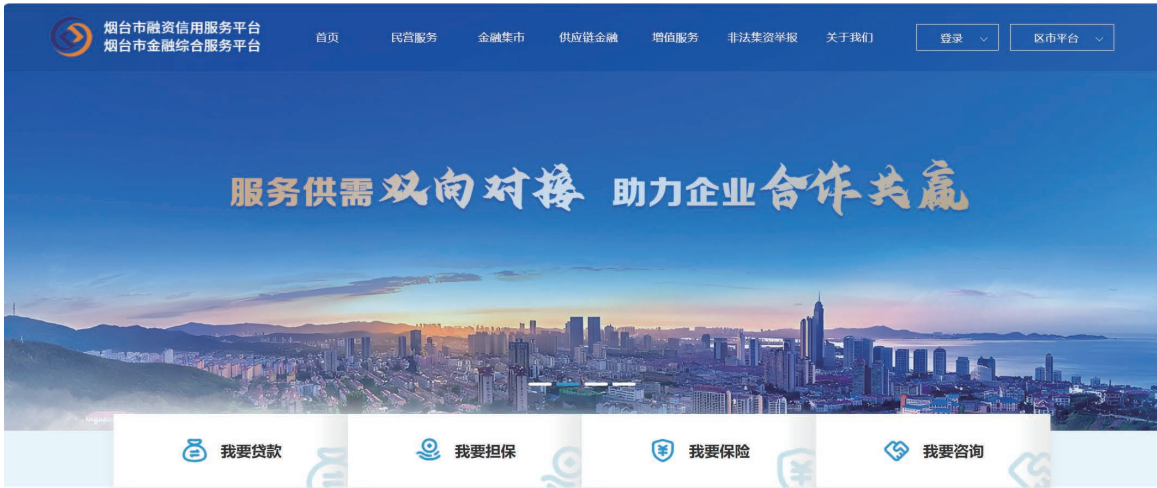 烟台市融资信用服务平台
烟台市金融综合服务平台
首页 民营服务 金融集市 供应链金融 增值服务 非法集资举报 关于我们 登录 区市平台
服务供需双向对接 助力企业合作共赢
我要贷款 我要担保 我要保险 我要咨询